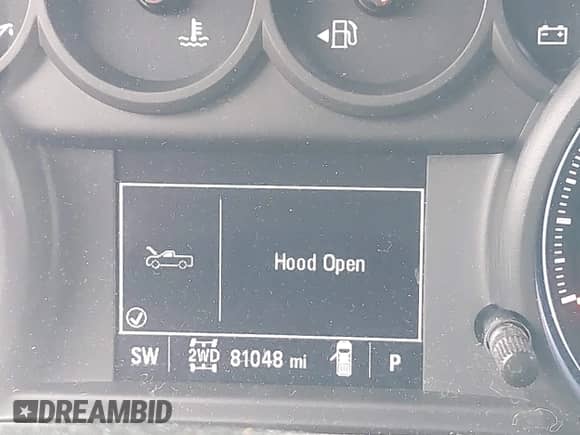 Hood Open
SW 2WD 81048 mi P
DREAMBID